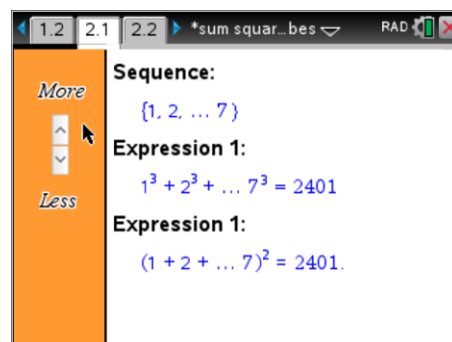 1.2 2.1 2.2 *sum squar...bes RAD
More
Less
Sequence:
{1, 2, ... 7}
Expression 1:
1³ + 2³ + ... 7³ = 2401
Expression 1:
(1 + 2 + ... 7)² = 2401.